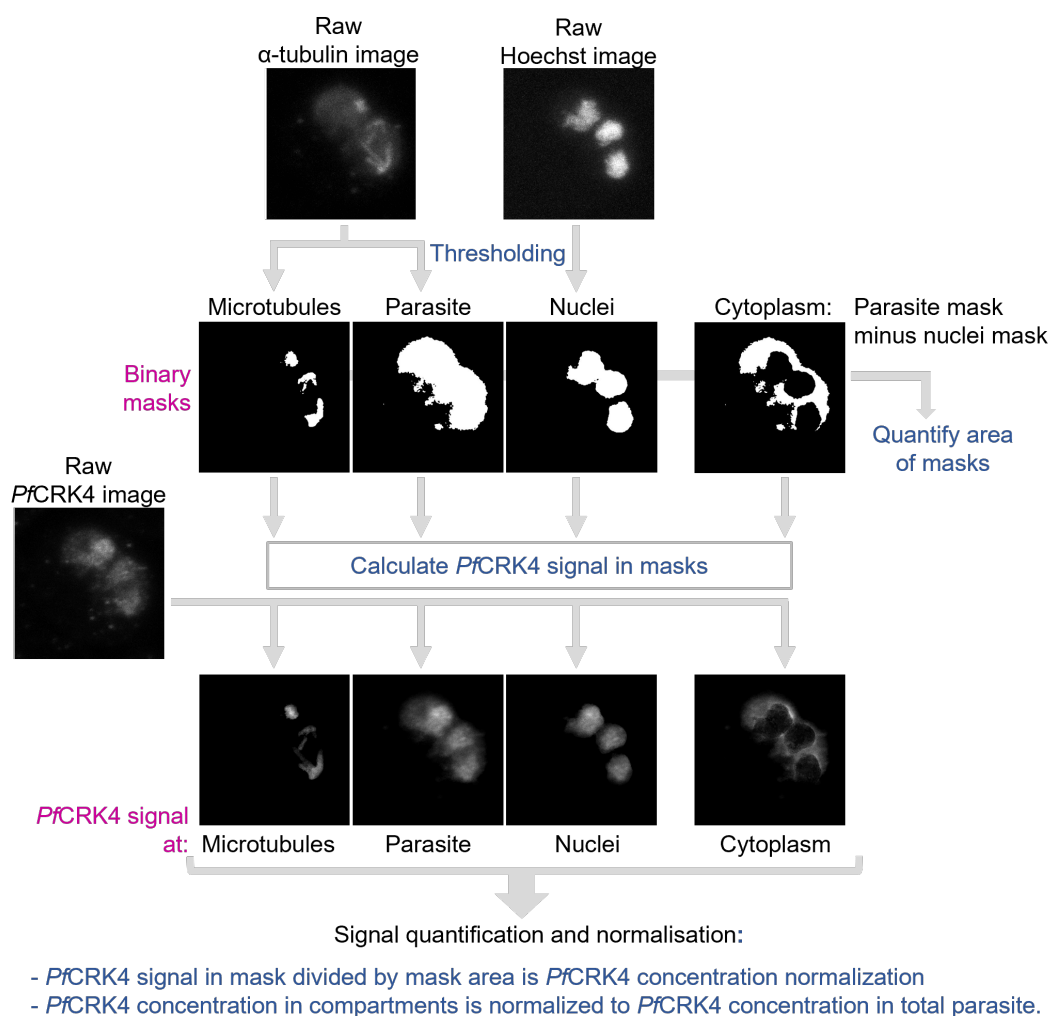 Raw
α-tubulin image
Raw
Hoechst image
Thresholding
Microtubules
Parasite
Nuclei
Cytoplasm:
Parasite mask
minus nuclei mask
Binary
masks
Quantify area
of masks
Raw
PfCRK4 image
Calculate PfCRK4 signal in masks
PfCRK4 signal
at:
Microtubules
Parasite
Nuclei
Cytoplasm
Signal quantification and normalisation:
- PfCRK4 signal in mask divided by mask area is PfCRK4 concentration normalization
- PfCRK4 concentration in compartments is normalized to PfCRK4 concentration in total parasite.